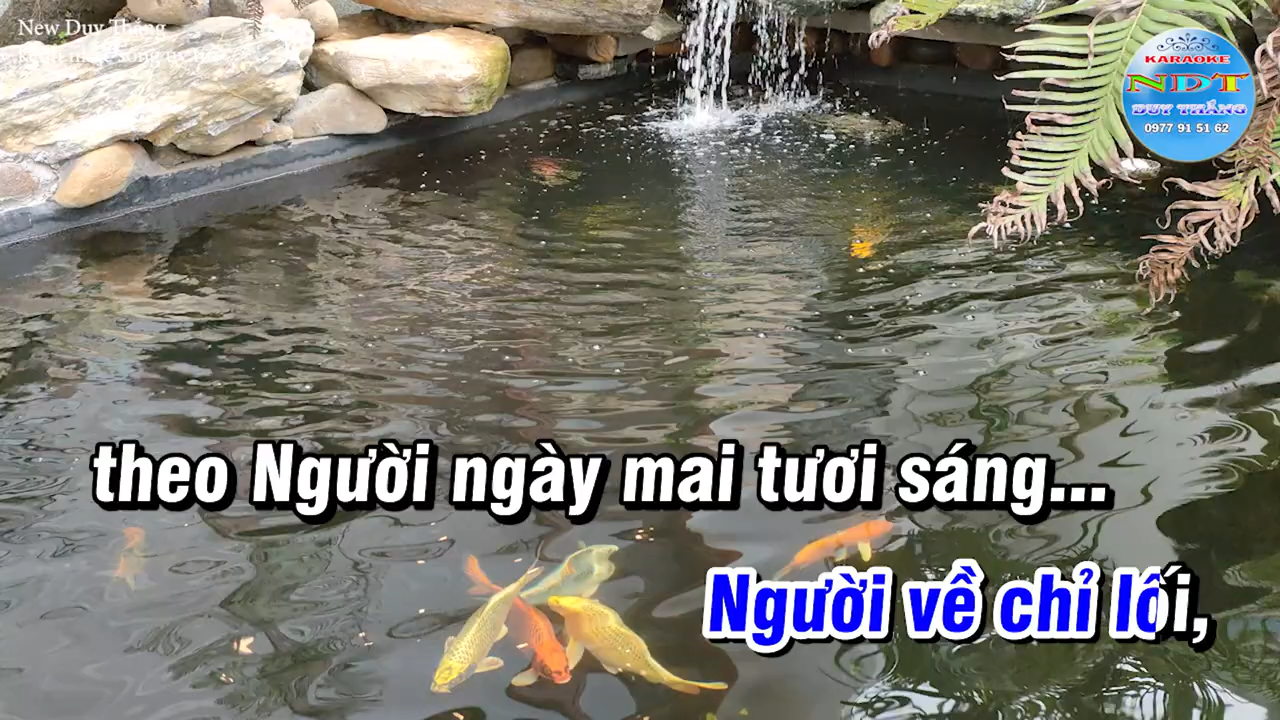 New Duy Thắng
KARAOKE
NDT
DUY THẮNG
0977 91 51 62
theo Người ngày mai tươi sáng...
Người về chỉ lối,